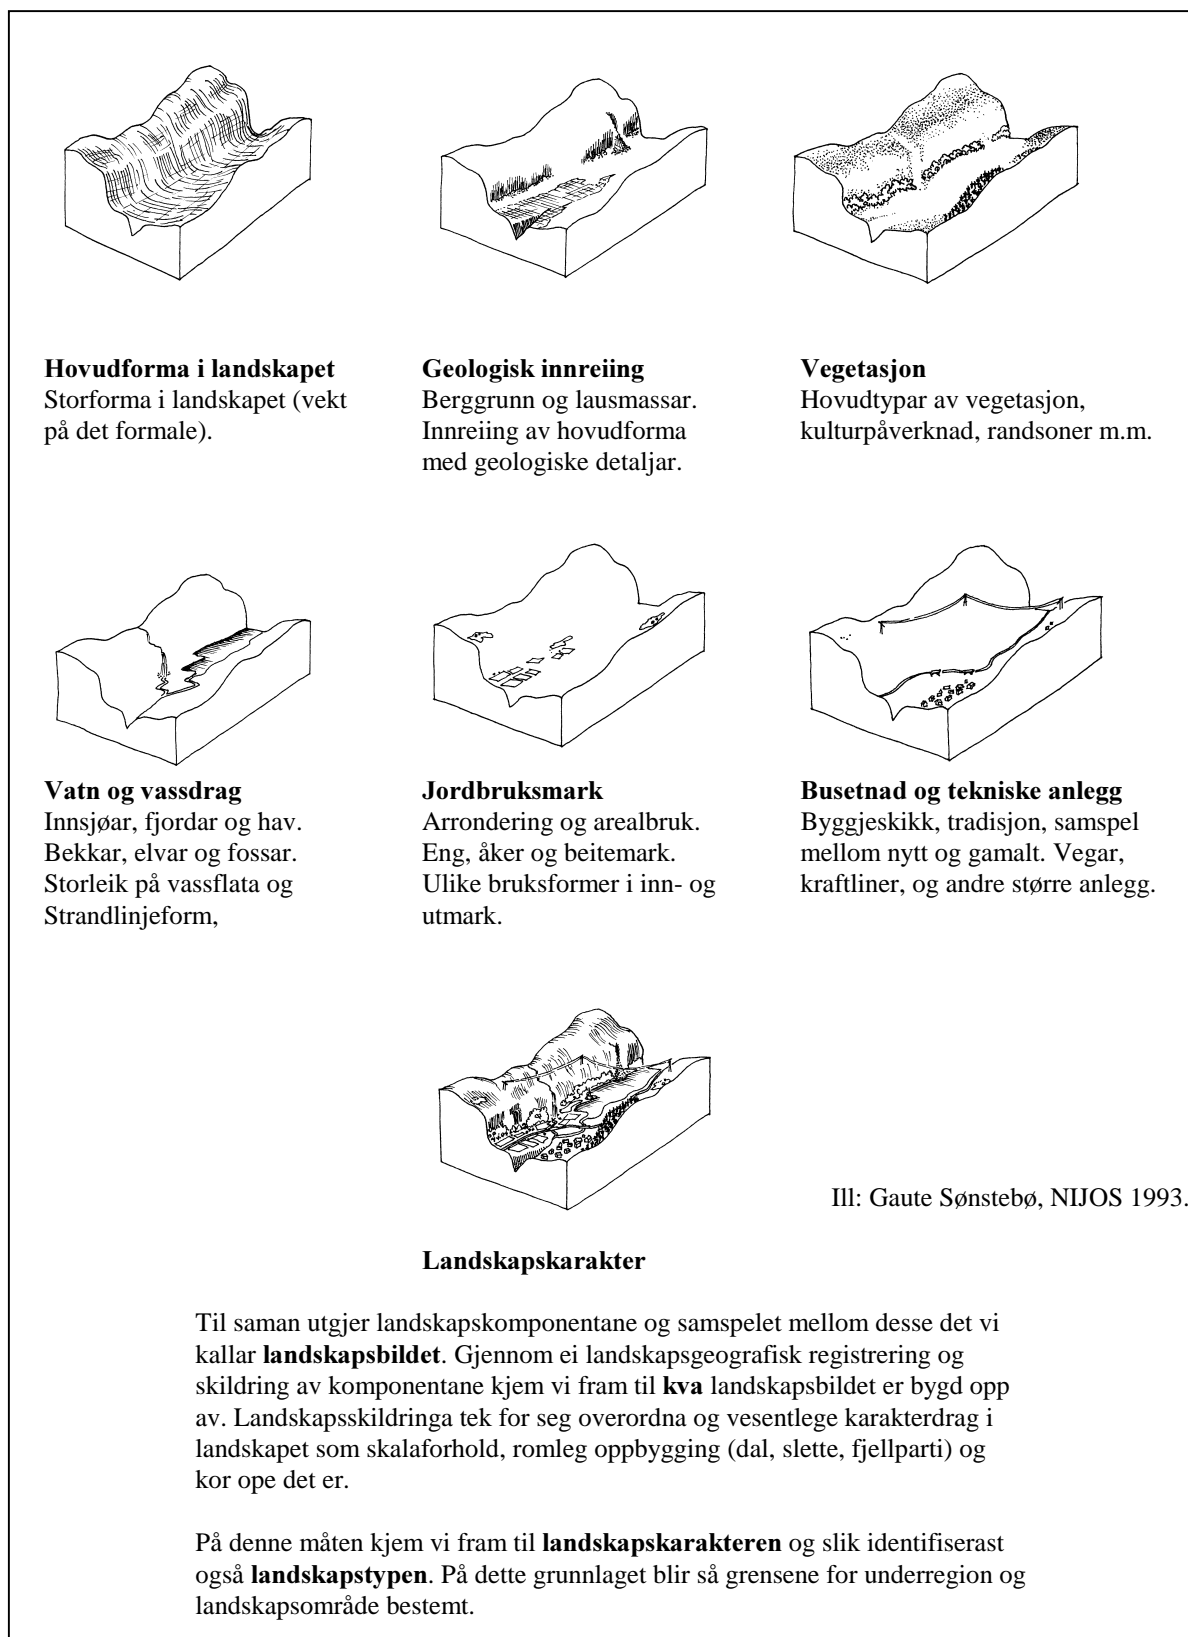 Hovudforma i landskapet
Storforma i landskapet (vekt
på det formale).
Geologisk innreiing
Berggrunn og lausmassar.
Innreiing av hovudforma
med geologiske detaljar.
Vegetasjon
Hovudtypar av vegetasjon,
kulturpåverknad, randsoner m.m.
Vatn og vassdrag
Innsjøar, fjordar og hav.
Bekkar, elvar og fossar.
Storleik på vassflata og
Strandlinjeform,
Jordbruksmark
Arrondering og arealbruk.
Eng, åker og beitemark.
Ulike bruksformer i inn- og
utmark.
Busetnad og tekniske anlegg
Byggjeskikk, tradisjon, samspel
mellom nytt og gamalt. Vegar,
kraftliner, og andre større anlegg.
Ill: Gaute Sønstebø, NIJOS 1993.
Landskapskarakter
Til saman utgjer landskapskomponentane og samspelet mellom desse det vi
kallar landskapsbildet. Gjennom ei landskapsgeografisk registrering og
skildring av komponentane kjem vi fram til kva landskapsbildet er bygd opp
av. Landskapsskildringa tek for seg overordna og vesentlege karakterdrag i
landskapet som skalaforhold, romleg oppbygging (dal, slette, fjellparti) og
kor ope det er.
På denne måten kjem vi fram til landskapskarakteren og slik identifiserast
også landskapstypen. På dette grunnlaget blir så grensene for underregion og
landskapsområde bestemt.